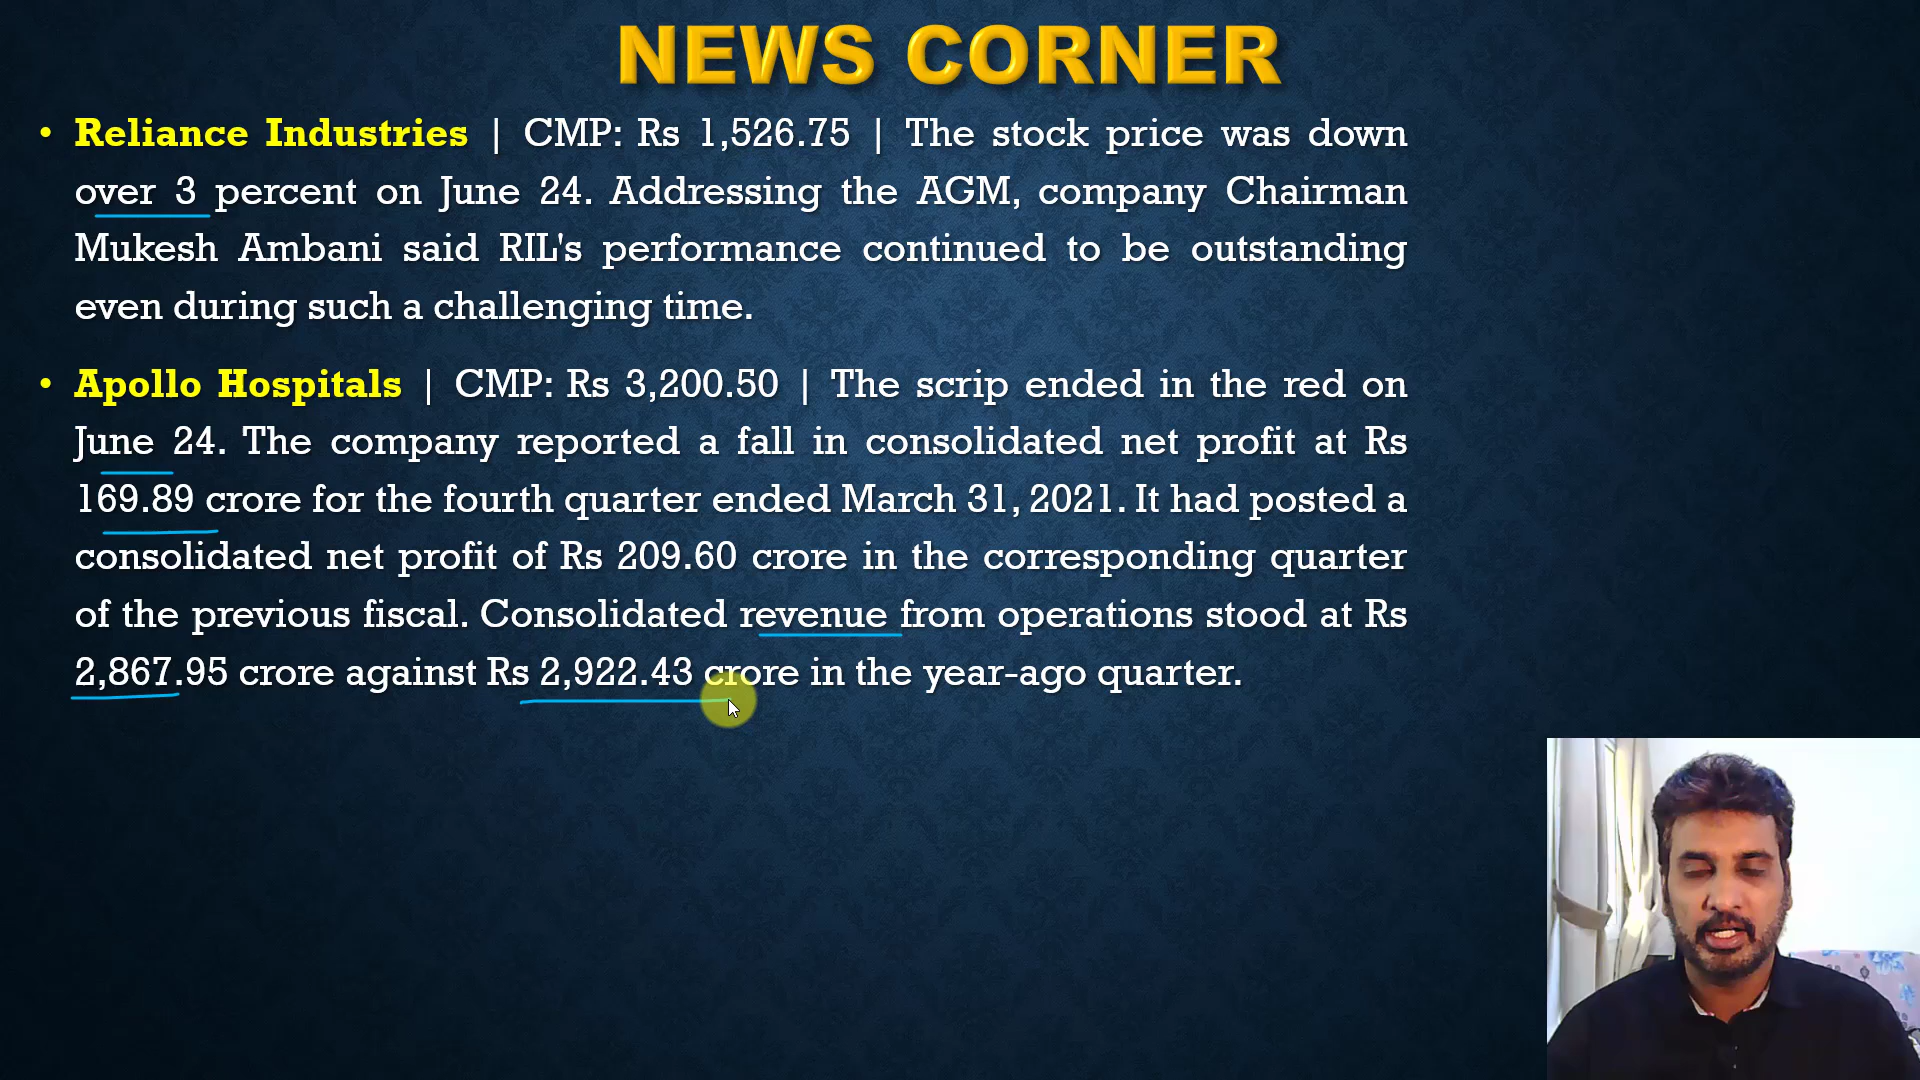 NEWS CORNER
• Reliance Industries | CMP: Rs 1,526.75 | The stock price was down
over 3 percent on June 24. Addressing the AGM, company Chairman
Mukesh Ambani said RIL's performance continued to be outstanding
even during such a challenging time.
• Apollo Hospitals | CMP: Rs 3,200.50 | The scrip ended in the red on
June 24. The company reported a fall in consolidated net profit at Rs
169.89 crore for the fourth quarter ended March 31, 2021. It had posted a
consolidated net profit of Rs 209.60 crore in the corresponding quarter
of the previous fiscal. Consolidated revenue from operations stood at Rs
2,867.95 crore against Rs 2,922.43 crore in the year-ago quarter.